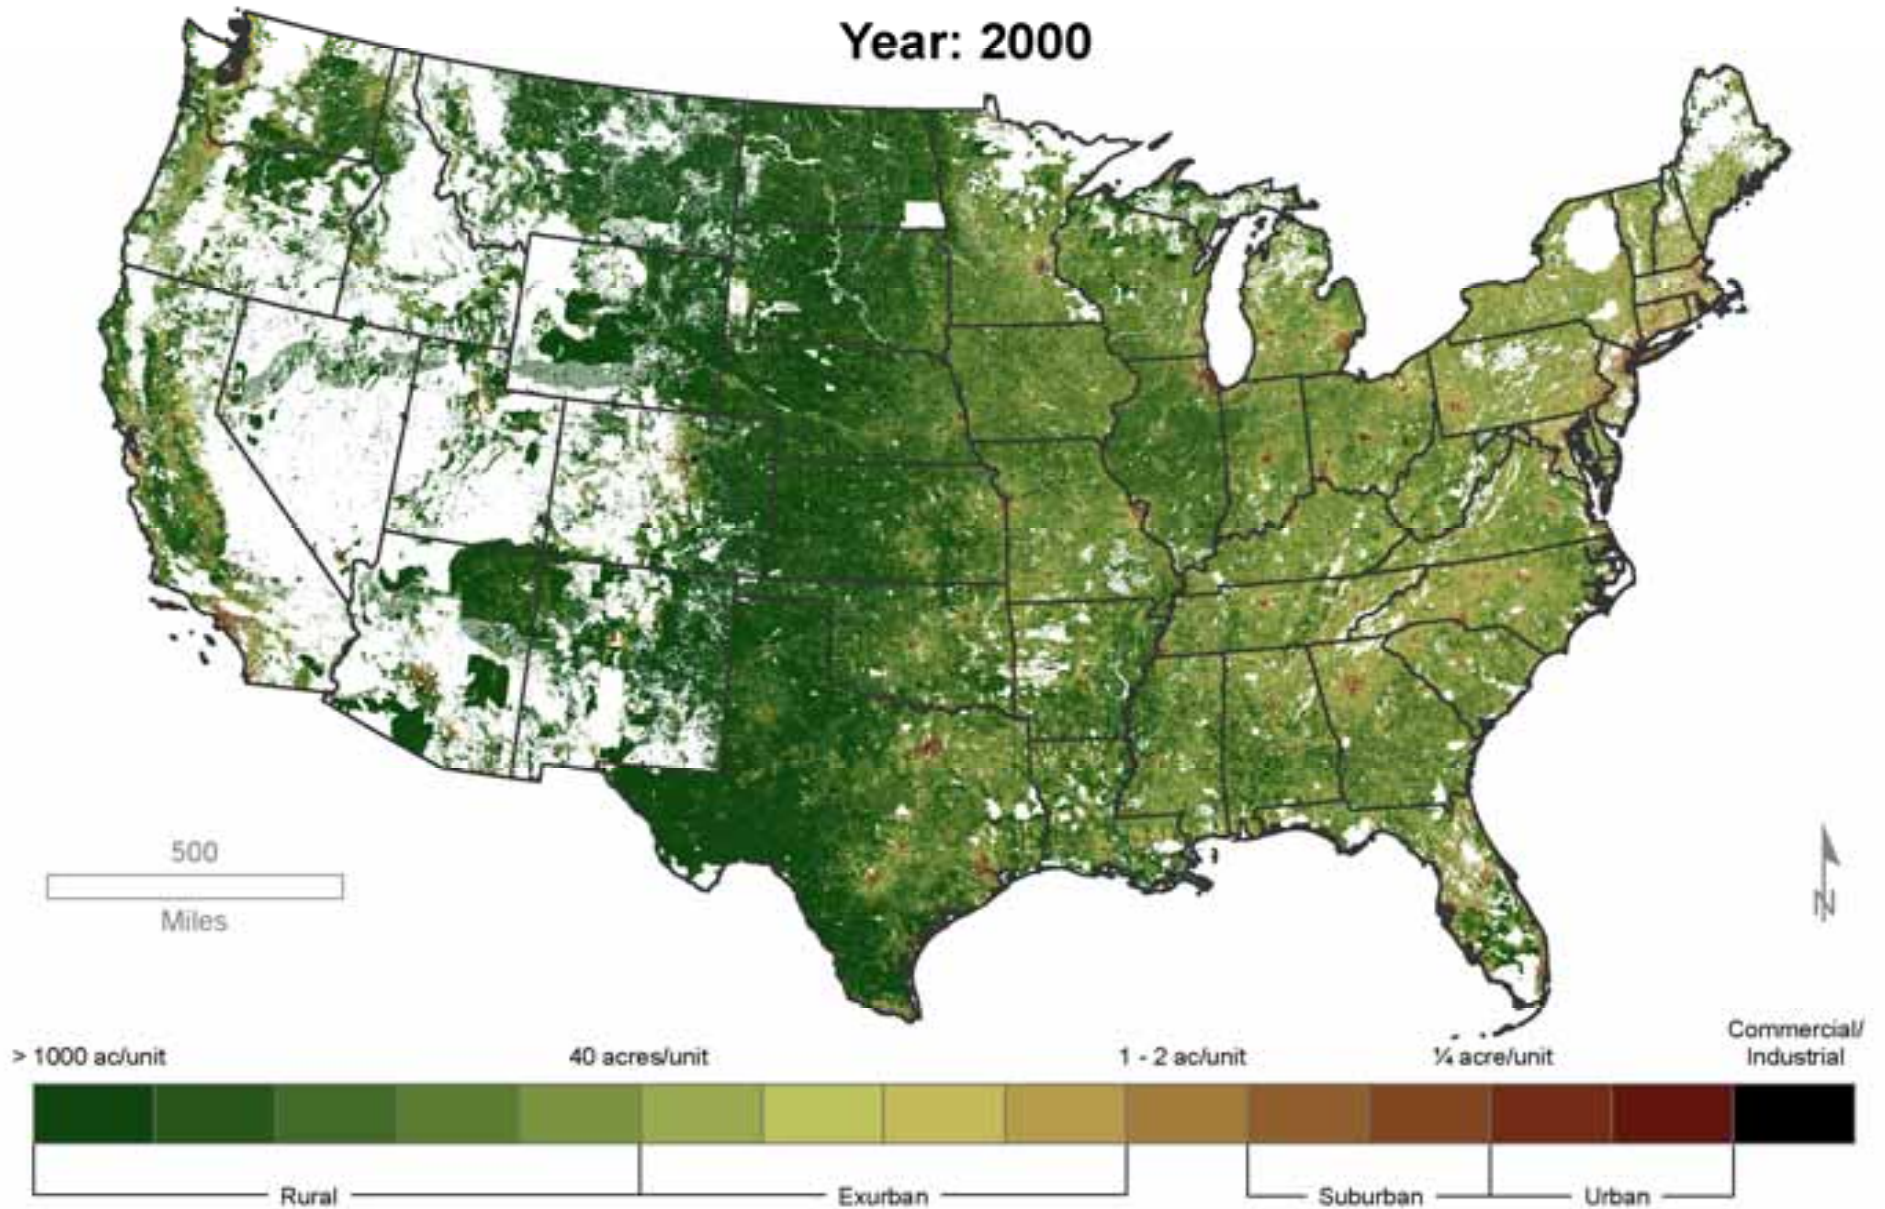 Year: 2000
500
Miles
N
> 1000 ac/unit 40 acres/unit 1 - 2 ac/unit ¼ acre/unit Commercial/
Industrial
Rural Exurban Suburban Urban